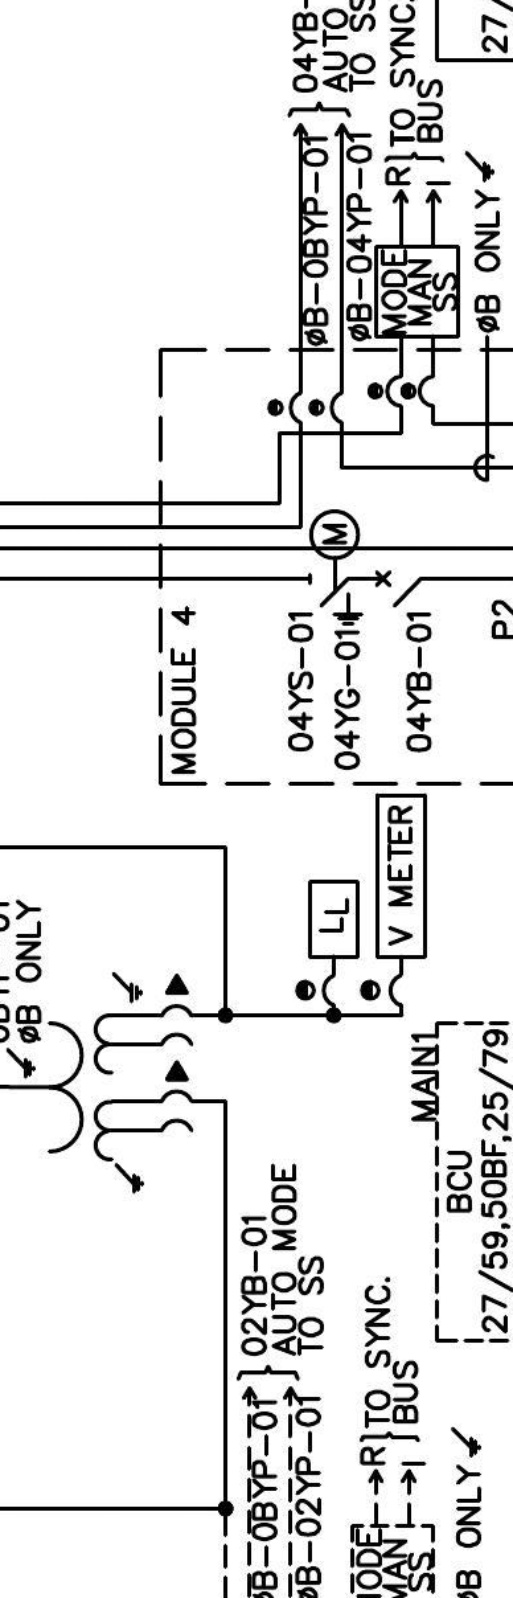 04YB-
AUTO
TO SS
27/
R } TO SYNC.
I } BUS
ØB-0BYP-01
ØB-04YP-01
MODE
MAN
SS
ØB ONLY
M
MODULE 4
04YS-01
04YG-01
04YB-01
P2
ØB ONLY
LL
V METER
MAIN1
BCU
27/59,50BF,25/79
02YB-01
AUTO MODE
TO SS
ØB-0BYP-01
ØB-02YP-01
R } TO SYNC.
I } BUS
MODE
MAN
SS
ØB ONLY